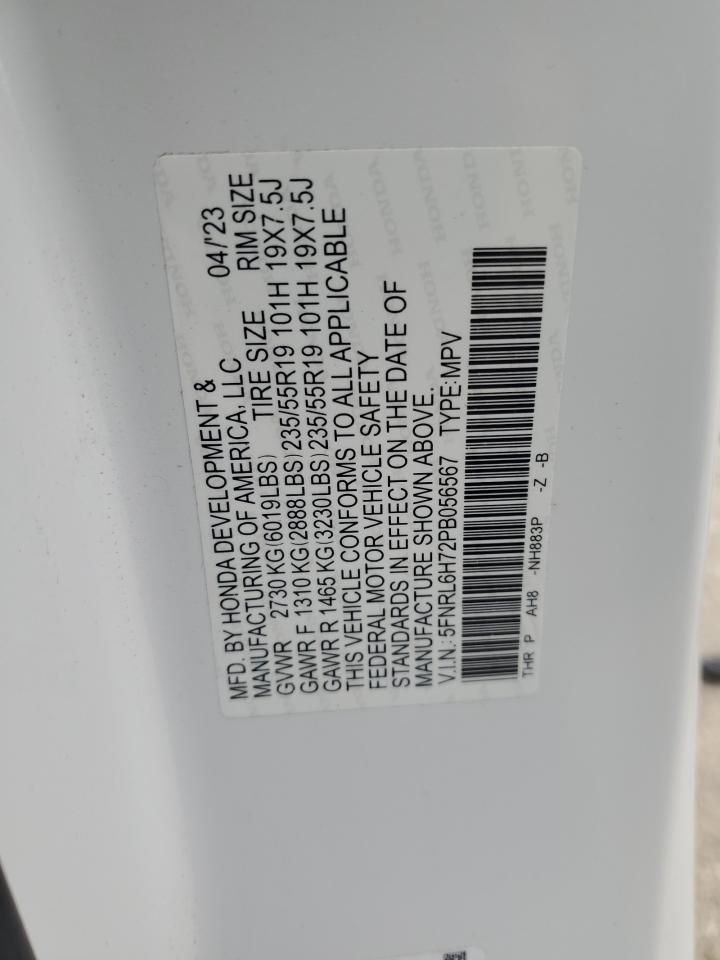 MFD. BY HONDA DEVELOPMENT & 04/'23
MANUFACTURING OF AMERICA, LLC
GVWR 2730 KG(6019LBS) TIRE SIZE RIM SIZE
GAWR F 1310 KG(2888LBS) 235/55R19 101H 19X7.5J
GAWR R 1465 KG(3230LBS) 235/55R19 101H 19X7.5J
THIS VEHICLE CONFORMS TO ALL APPLICABLE
FEDERAL MOTOR VEHICLE SAFETY
STANDARDS IN EFFECT ON THE DATE OF
MANUFACTURE SHOWN ABOVE.
V.I.N.: 5FNRL6H72PB056567 TYPE: MPV
THR P AH8 -NH883P -Z -B